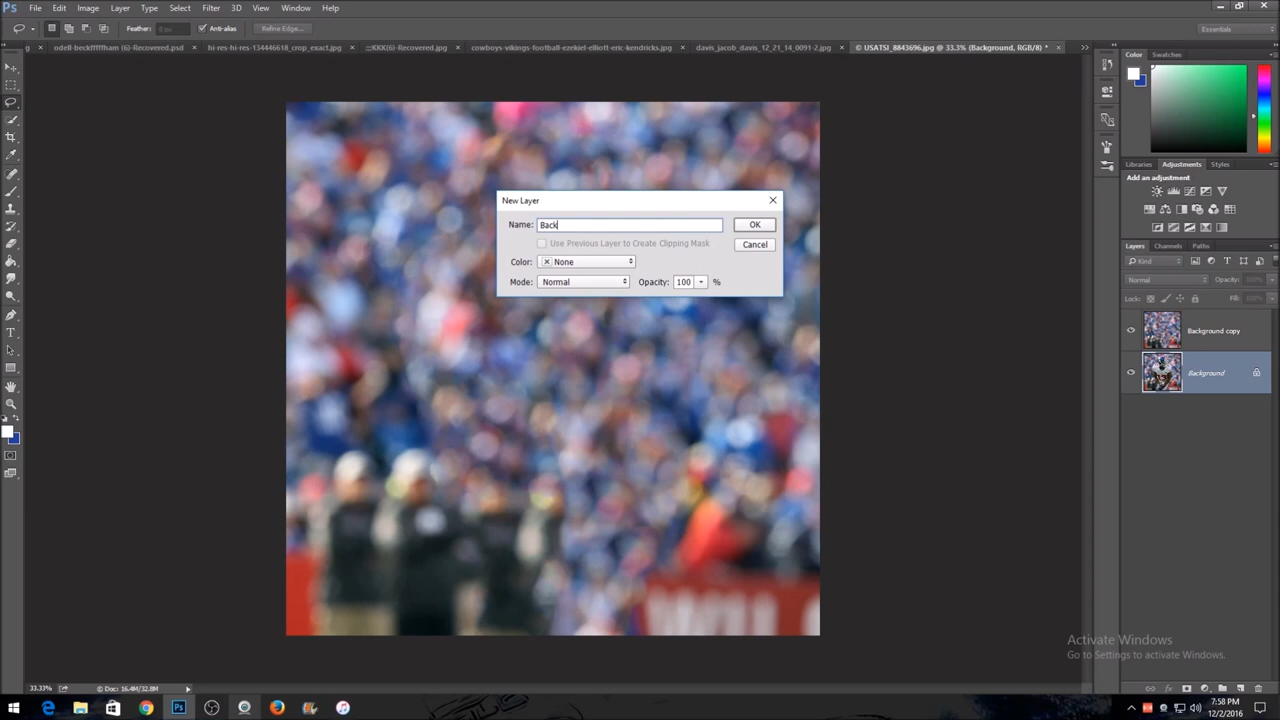 Ps File Edit Image Layer Type Select Filter 3D View Window Help
Feather: 0 px Anti-alias Refine Edge... Essentials
g × odell-beckfffffham (6)-Recovered.psd × hi-res-hi-res-134446618_crop_exact.jpg × ;;;KKK(6)-Recovered.jpg × cowboys-vikings-football-ezekiel-elliott-eric-kendricks.jpg × davis_jacob_davis_12_21_14_0091-2.jpg × © USATSI_8843696.jpg @ 33.3% (Background, RGB/8) * ×
Color Swatches
New Layer
Name: Back OK
Use Previous Layer to Create Clipping Mask Cancel
Color: None
Mode: Normal Opacity: 100 %
Libraries Adjustments Styles
Add an adjustment
Layers Channels Paths
Kind
Normal Opacity:
Lock: Fill:
Background copy
Background
Activate Windows
Go to Settings to activate Windows.
33.33% Doc: 16.4M/32.8M
7:58 PM
12/2/2016